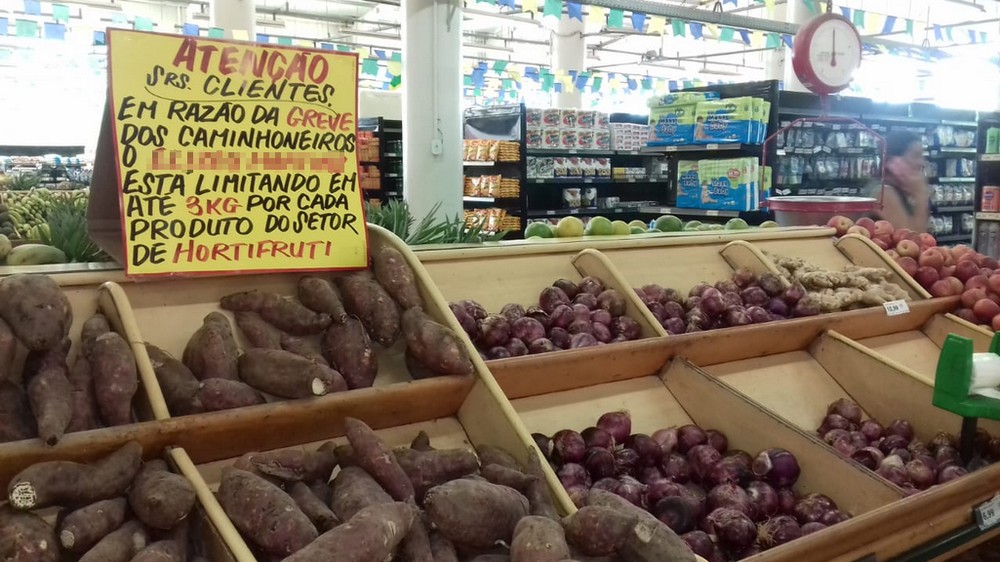 ATENÇÃO
SRS. CLIENTES.
EM RAZÃO DA GREVE
DOS CAMINHONEIROS
O
ESTÁ LIMITANDO EM
ATÉ 3KG POR CADA
PRODUTO DO SETOR
DE HORTIFRUTI